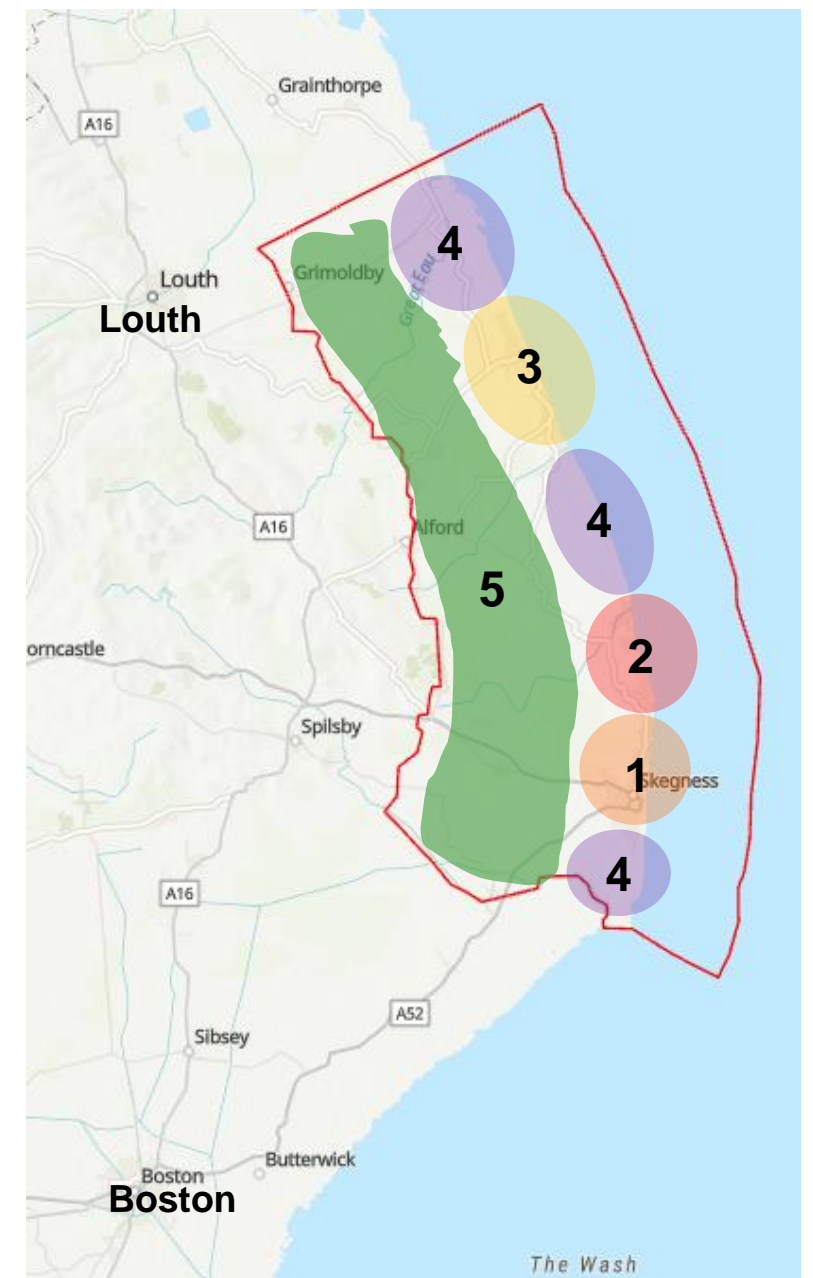 Grainthorpe
A16
4
Louth
Louth
Grimoldby
Great Eau
3
A16
Alford
4
5
orncastle
2
Spilsby
1
Skegness
4
A16
A52
Sibsey
Butterwick
Boston
Boston
The Wash